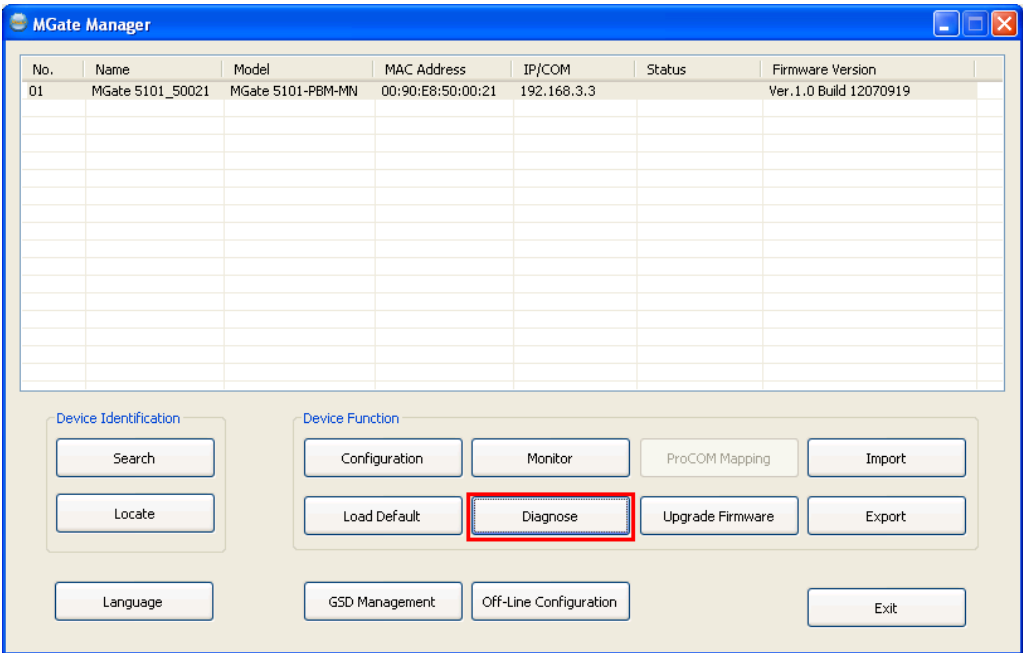 MGate Manager
No. Name Model MAC Address IP/COM Status Firmware Version
01 MGate 5101_50021 MGate 5101-PBM-MN 00:90:E8:50:00:21 192.168.3.3 Ver.1.0 Build 12070919
Device Identification Device Function
Search Configuration Monitor ProCOM Mapping Import
Locate Load Default Diagnose Upgrade Firmware Export
Language GSD Management Off-Line Configuration Exit